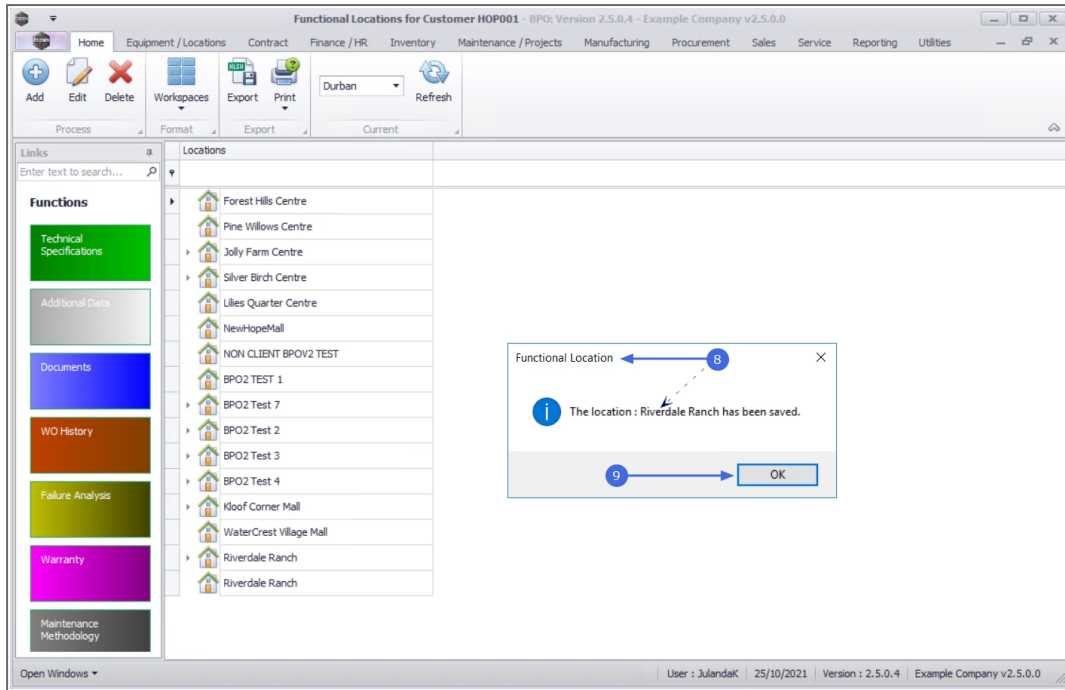 Functional Locations for Customer HOP001 - BPO: Version 2.5.0.4 - Example Company v2.5.0.0
Home Equipment / Locations Contract Finance / HR Inventory Maintenance / Projects Manufacturing Procurement Sales Service Reporting Utilities
Add Edit Delete Workspaces Export Print Durban Refresh
Process Format Export Current
Links
Enter text to search...
Functions
Technical
Specifications
Additional Data
Documents
WO History
Failure Analysis
Warranty
Maintenance
Methodology
Locations
Forest Hills Centre
Pine Willows Centre
Jolly Farm Centre
Silver Birch Centre
Lilies Quarter Centre
NewHopeMall
NON CLIENT BPOV2 TEST
BPO2 TEST 1
BPO2 Test 7
BPO2 Test 2
BPO2 Test 3
BPO2 Test 4
Kloof Corner Mall
WaterCrest Village Mall
Riverdale Ranch
Riverdale Ranch
Functional Location 8
The location : Riverdale Ranch has been saved.
9 OK
Open Windows User : JulandaK 25/10/2021 Version : 2.5.0.4 Example Company v2.5.0.0